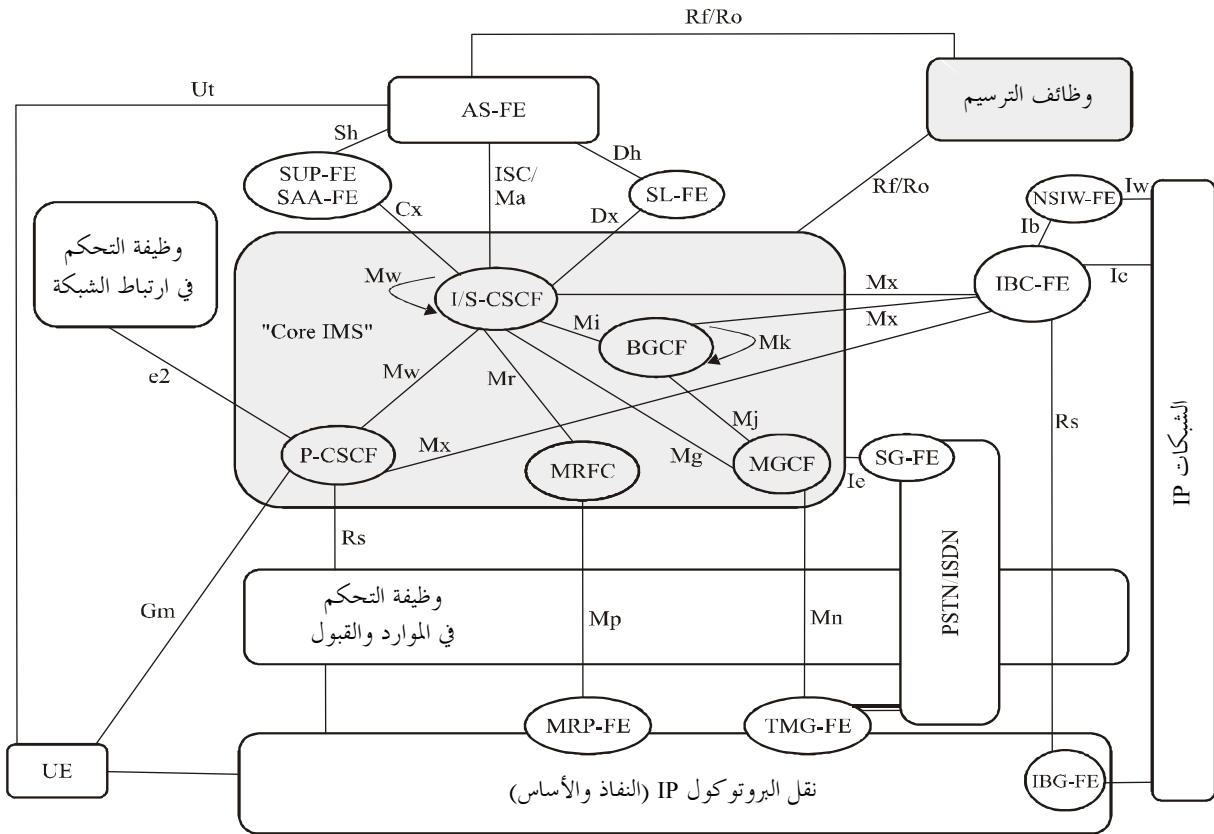 Rf/Ro
Ut
AS-FE
وظائف الترسيم
Sh
Dh
SUP-FE
SAA-FE
ISC/
Ma
SL-FE
Rf/Ro
NSIW-FE
Iw
Cx
Dx
Ib
وظيفة التحكم
في ارتباط الشبكة
Mw
I/S-CSCF
Mx
IBC-FE
Ic
"Core IMS"
Mi
BGCF
Mk
Mx
e2
Mw
Mr
Mj
Rs
P-CSCF
Mx
MRFC
Mg
MGCF
Ie
SG-FE
الشبكات IP
Rs
PSTN/ISDN
Gm
وظيفة التحكم
في الموارد والقبول
Mp
Mn
MRP-FE
TMG-FE
UE
نقل البروتوكول IP (النفاذ والأساس)
IBG-FE